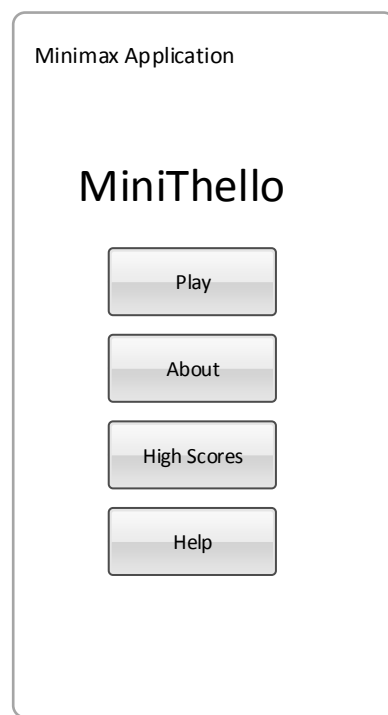 Minimax Application
MiniThello
Play
About
High Scores
Help